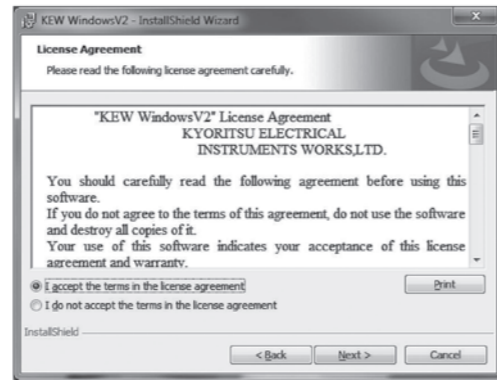 KEW WindowsV2 - InstallShield Wizard
License Agreement
Please read the following license agreement carefully.
"KEW WindowsV2" License Agreement
KYORITSU ELECTRICAL
INSTRUMENTS WORKS,LTD.
You should carefully read the following agreement before using this
software.
If you do not agree to the terms of this agreement, do not use the software
and destroy all copies of it.
Your use of this software indicates your acceptance of this license
agreement and warranty.
I accept the terms in the license agreement
Print
I do not accept the terms in the license agreement
InstallShield
< Back
Next >
Cancel